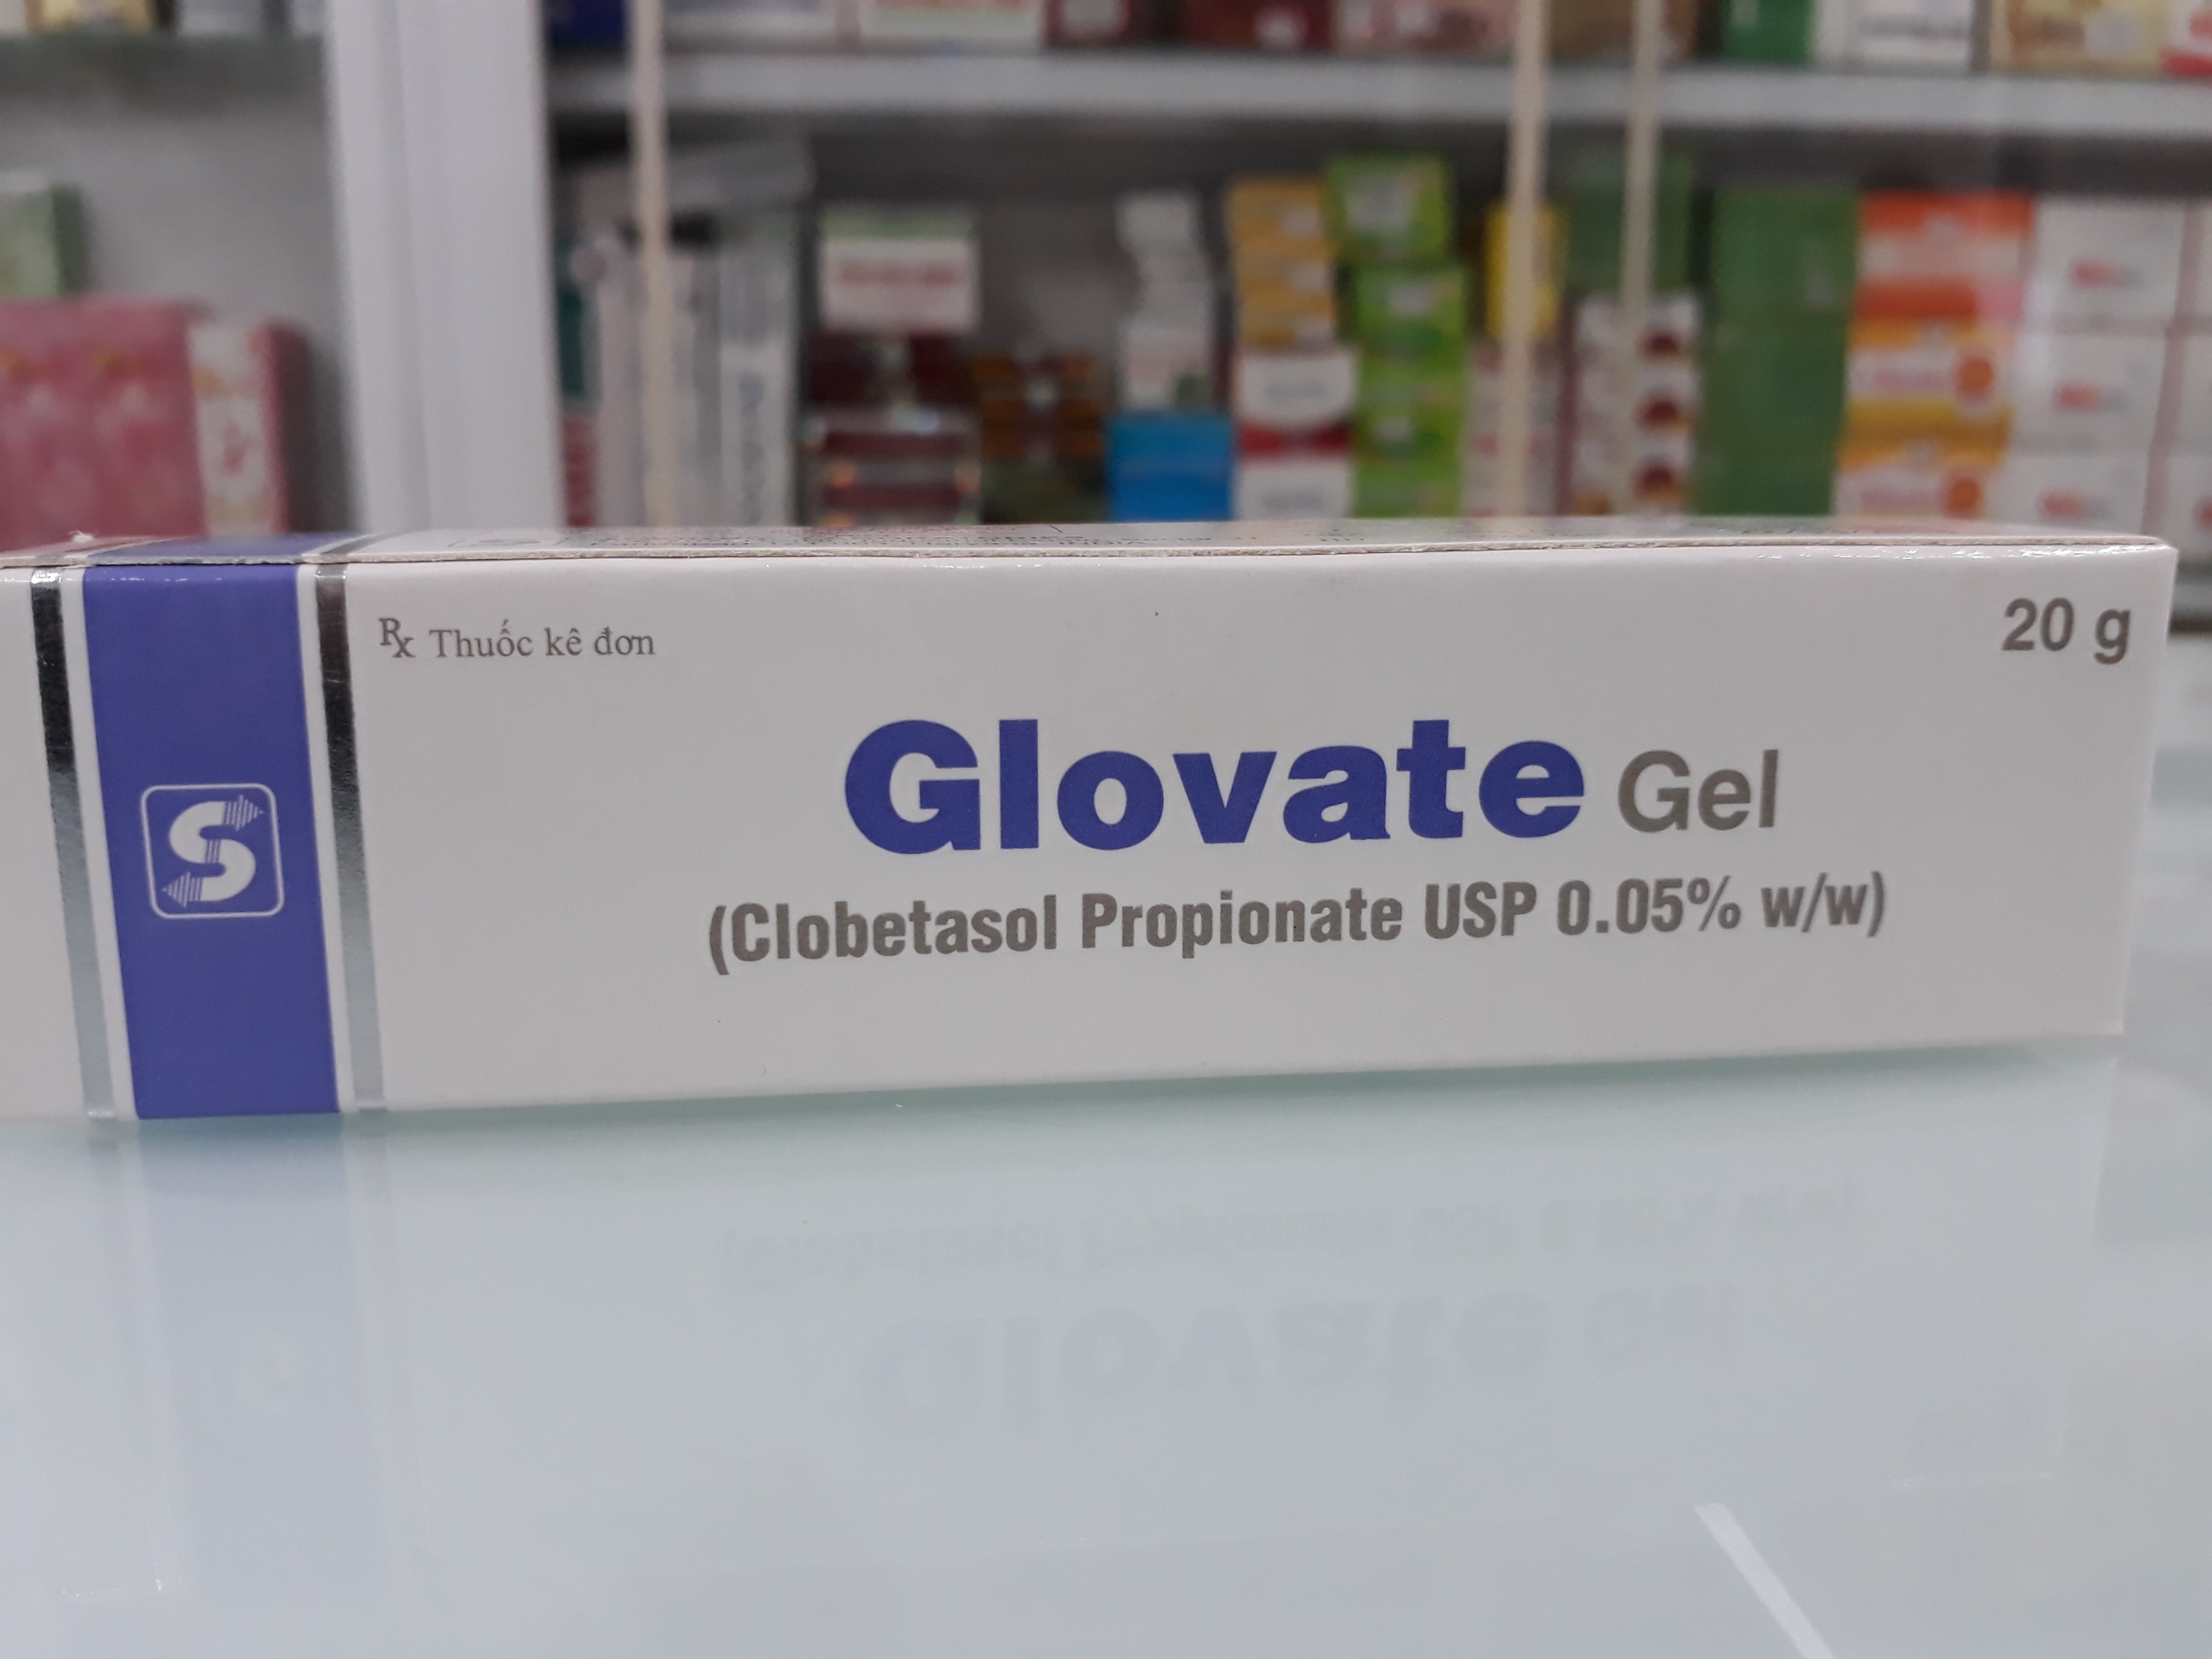 Rx Thuốc kê đơn
20 g
Glovate Gel
(Clobetasol Propionate USP 0.05% w/w)